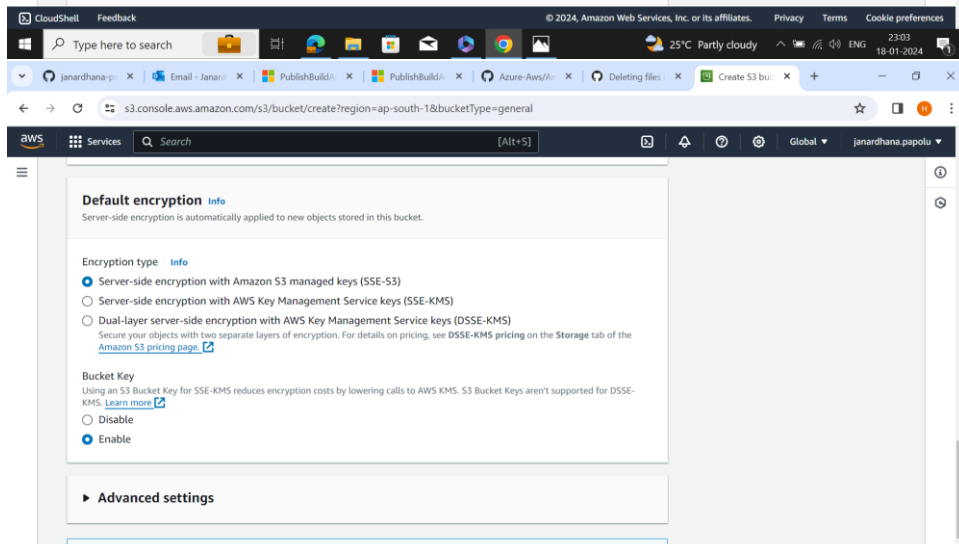 CloudShell Feedback © 2024, Amazon Web Services, Inc. or its affiliates. Privacy Terms Cookie preferences
Type here to search 25°C Partly cloudy ENG 23:03
18-01-2024
janardhana-p Email - Janard PublishBuildA PublishBuildA Azure-Aws/A Deleting files Create S3 buc
s3.console.aws.amazon.com/s3/bucket/create?region=ap-south-1&bucketType=general H
aws Services Search [Alt+S] Global janardhana.papolu
Default encryption Info
Server-side encryption is automatically applied to new objects stored in this bucket.
Encryption type Info
Server-side encryption with Amazon S3 managed keys (SSE-S3)
Server-side encryption with AWS Key Management Service keys (SSE-KMS)
Dual-layer server-side encryption with AWS Key Management Service keys (DSSE-KMS)
Secure your objects with two separate layers of encryption. For details on pricing, see DSSE-KMS pricing on the Storage tab of the
Amazon S3 pricing page.
Bucket Key
Using an S3 Bucket Key for SSE-KMS reduces encryption costs by lowering calls to AWS KMS. S3 Bucket Keys aren't supported for DSSE-
KMS. Learn more
Disable
Enable
Advanced settings